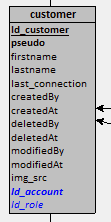 customer
Id_customer
pseudo
firstname
lastname
last_connection
createdBy
createdAt
deletedBy
deletedAt
modifiedBy
modifiedAt
img_src
Id_account
Id_role